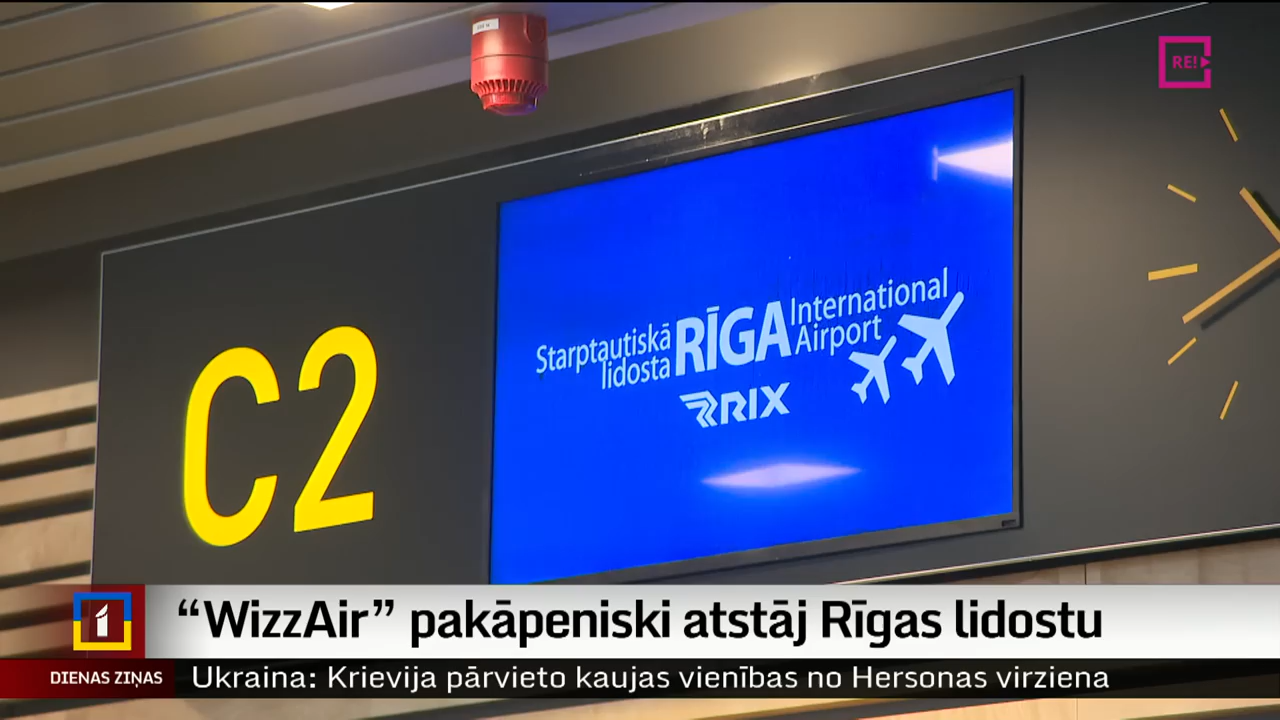 RE!
C2
Starptautiskā
lidosta
RĪGA
International
Airport
RIX
1
“WizzAir” pakāpeniski atstāj Rīgas lidostu
DIENAS ZIŅAS
Ukraina: Krievija pārvieto kaujas vienības no Hersonas virziena